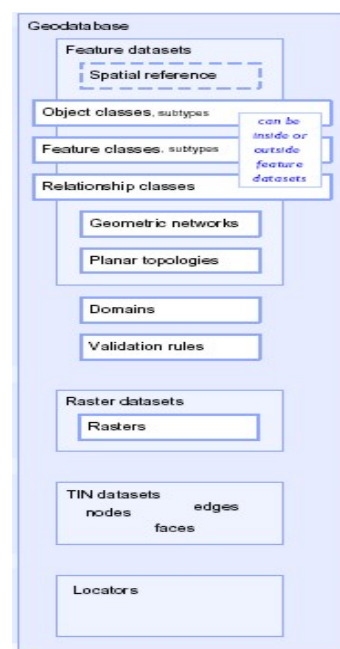 Geodatabase
Feature datasets
Spatial reference
Object classes, subtypes
can be
inside or
outside
feature
datasets
Feature classes, subtypes
Relationship classes
Geometric networks
Planar topologies
Domains
Validation rules
Raster datasets
Rasters
TIN datasets
nodes
edges
faces
Locators